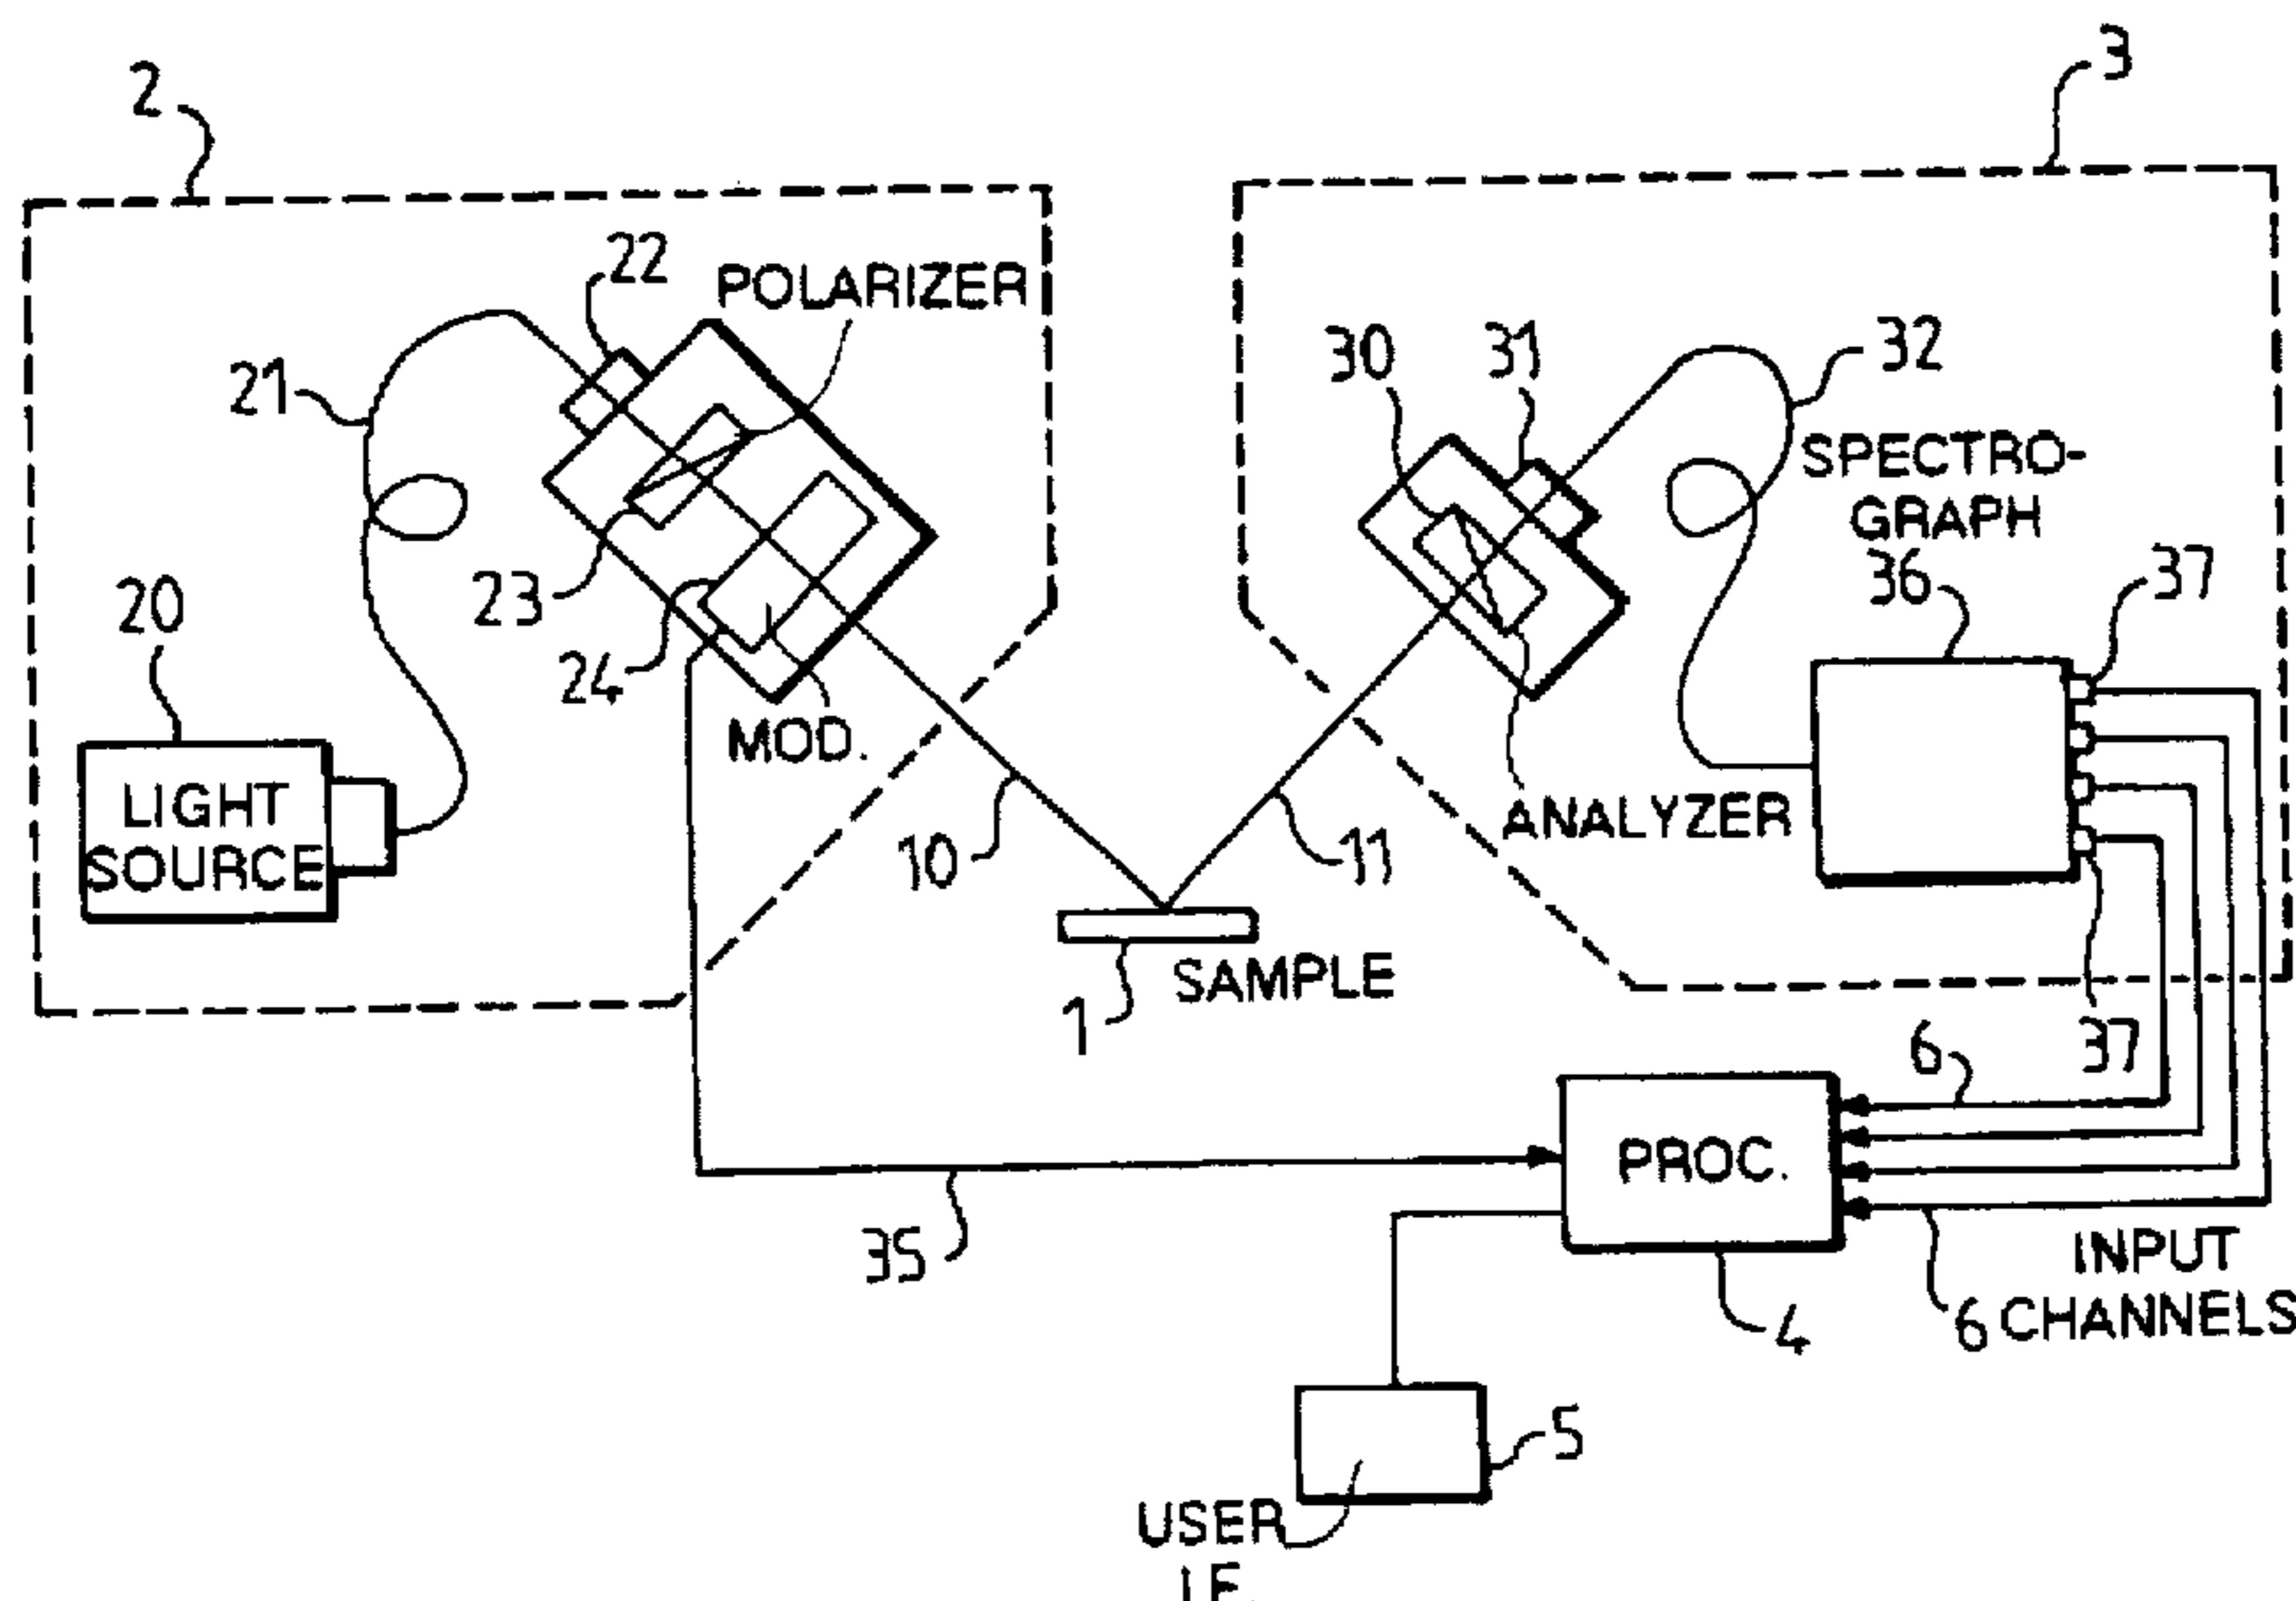 2
3
22
POLARIZER
21
30
31
32
SPECTRO-
GRAPH
36
37
20
23
24
MOD.
LIGHT
SOURCE
10
11
ANALYZER
SAMPLE
1
37
6
PROC.
35
INPUT
6 CHANNELS
4
5
USER
I.F.